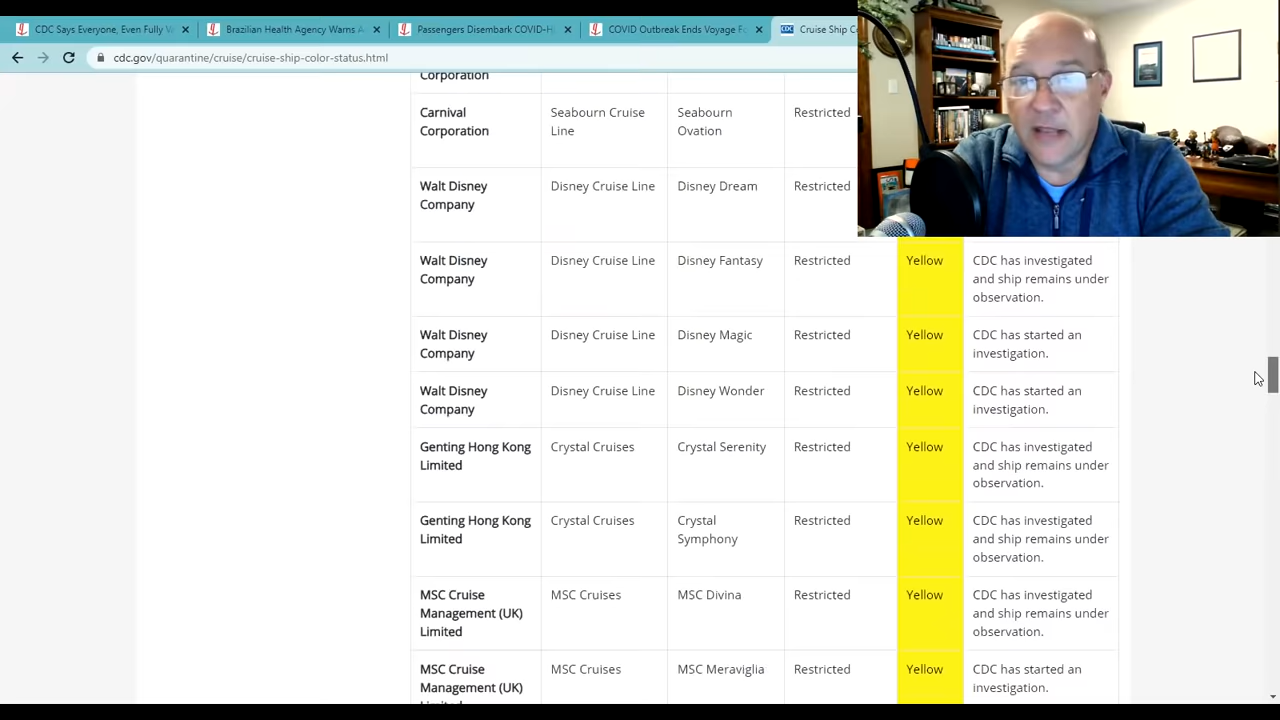 CDC Says Everyone, Even Fully V
Brazilian Health Agency Warns A
Passengers Disembark COVID-H
COVID Outbreak Ends Voyage Fo
CDC
Cruise Ship Co
cdc.gov/quarantine/cruise/cruise-ship-color-status.html
Corporation
Carnival
Corporation
Seabourn Cruise
Line
Seabourn
Ovation
Restricted
Walt Disney
Company
Disney Cruise Line
Disney Dream
Restricted
Walt Disney
Company
Disney Cruise Line
Disney Fantasy
Restricted
Yellow
CDC has investigated
and ship remains under
observation.
Walt Disney
Company
Disney Cruise Line
Disney Magic
Restricted
Yellow
CDC has started an
investigation.
Walt Disney
Company
Disney Cruise Line
Disney Wonder
Restricted
Yellow
CDC has started an
investigation.
Genting Hong Kong
Limited
Crystal Cruises
Crystal Serenity
Restricted
Yellow
CDC has investigated
and ship remains under
observation.
Genting Hong Kong
Limited
Crystal Cruises
Crystal
Symphony
Restricted
Yellow
CDC has investigated
and ship remains under
observation.
MSC Cruise
Management (UK)
Limited
MSC Cruises
MSC Divina
Restricted
Yellow
CDC has investigated
and ship remains under
observation.
MSC Cruise
Management (UK)
MSC Cruises
MSC Meraviglia
Restricted
Yellow
CDC has started an
investigation.